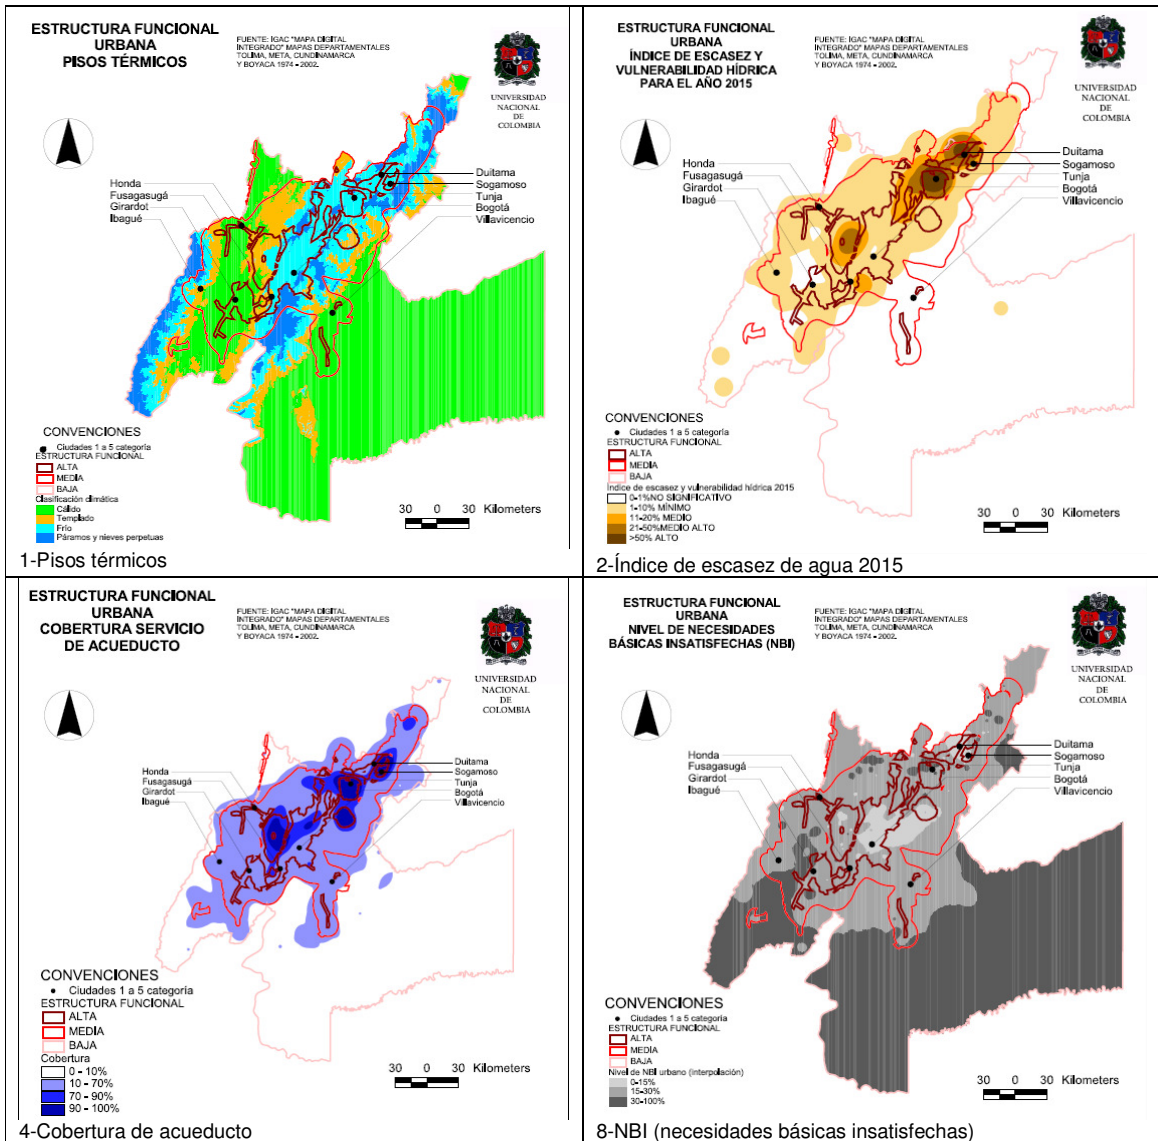 ESTRUCTURA FUNCIONAL
URBANA
PISOS TÉRMICOS
FUENTE: IGAC "MAPA DIGITAL
INTEGRADO" MAPAS DEPARTAMENTALES
TOLIMA, META, CUNDINAMARCA
Y BOYACA 1974 - 2002.
UNIVERSIDAD
NACIONAL
DE
COLOMBIA
Honda
Fusagasugá
Girardot
Ibagué
Duitama
Sogamoso
Tunja
Bogotá
Villavicencio
CONVENCIONES
Ciudades 1 a 5 categoría
ESTRUCTURA FUNCIONAL
ALTA
MEDIA
BAJA
Clasificación climática
Cálido
Templado
Frío
Páramos y nieves perpetuas
30 0 30 Kilometers
1-Pisos térmicos
ESTRUCTURA FUNCIONAL
URBANA
ÍNDICE DE ESCASEZ Y
VULNERABILIDAD HÍDRICA
PARA EL AÑO 2015
FUENTE: IGAC "MAPA DIGITAL
INTEGRADO" MAPAS DEPARTAMENTALES
TOLIMA, META, CUNDINAMARCA
Y BOYACA 1974 - 2002.
UNIVERSIDAD
NACIONAL
DE
COLOMBIA
Honda
Fusagasugá
Girardot
Ibagué
Duitama
Sogamoso
Tunja
Bogotá
Villavicencio
CONVENCIONES
Ciudades 1 a 5 categoría
ESTRUCTURA FUNCIONAL
ALTA
MEDIA
BAJA
Índice de escasez y vulnerabilidad hídrica 2015
0-1%NO SIGNIFICATIVO
1-10% MÍNIMO
11-20% MEDIO
21-50%MEDIO ALTO
>50% ALTO
30 0 30 Kilometers
2-Índice de escasez de agua 2015
ESTRUCTURA FUNCIONAL
URBANA
COBERTURA SERVICIO
DE ACUEDUCTO
FUENTE: IGAC "MAPA DIGITAL
INTEGRADO" MAPAS DEPARTAMENTALES
TOLIMA, META, CUNDINAMARCA
Y BOYACA 1974 - 2002.
UNIVERSIDAD
NACIONAL
DE
COLOMBIA
Honda
Fusagasugá
Girardot
Ibagué
Duitama
Sogamoso
Tunja
Bogotá
Villavicencio
CONVENCIONES
Ciudades 1 a 5 categoría
ESTRUCTURA FUNCIONAL
ALTA
MEDIA
BAJA
Cobertura
0 - 10%
10 - 70%
70 - 90%
90 - 100%
30 0 30 Kilometers
4-Cobertura de acueducto
ESTRUCTURA FUNCIONAL
URBANA
NIVEL DE NECESIDADES
BÁSICAS INSATISFECHAS (NBI)
FUENTE: IGAC "MAPA DIGITAL
INTEGRADO" MAPAS DEPARTAMENTALES
TOLIMA, META, CUNDINAMARCA
Y BOYACA 1974 - 2002.
UNIVERSIDAD
NACIONAL
DE
COLOMBIA
Honda
Fusagasugá
Girardot
Ibagué
Duitama
Sogamoso
Tunja
Bogotá
Villavicencio
CONVENCIONES
Ciudades 1 a 5 categoría
ESTRUCTURA FUNCIONAL
ALTA
MEDIA
BAJA
Nivel de NBI urbano (interpolación)
0-15%
15-30%
30-100%
30 0 30 Kilometers
8-NBI (necesidades básicas insatisfechas)